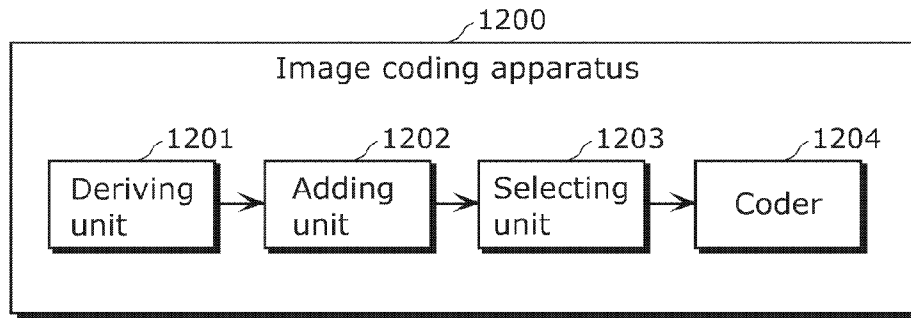 1200
Image coding apparatus
1201
1202
1203
1204
Deriving
unit
Adding
unit
Selecting
unit
Coder